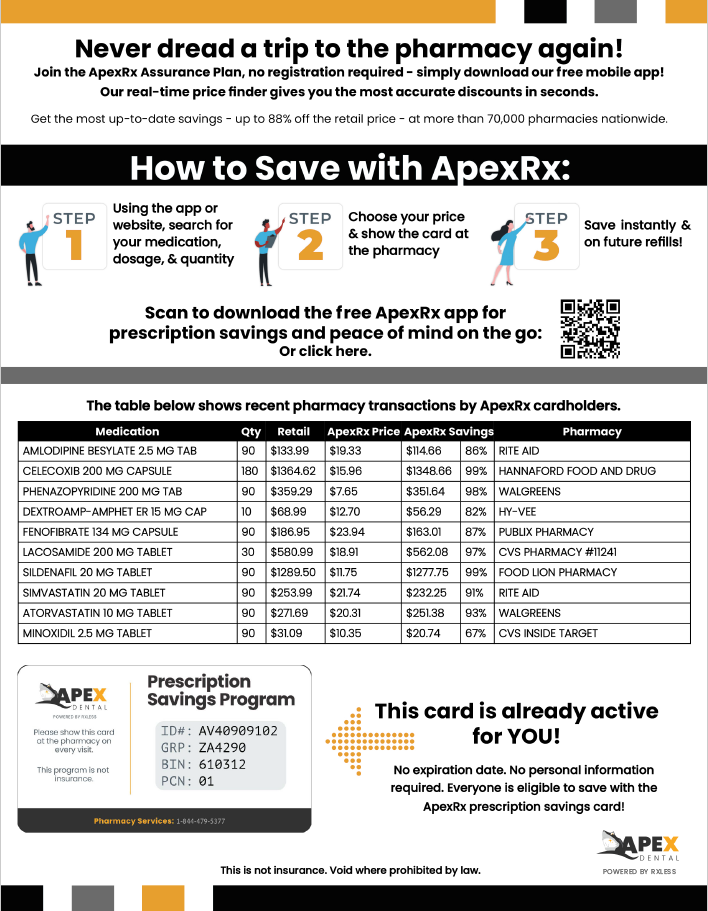 Never dread a trip to the pharmacy again!
Join the ApexRx Assurance Plan, no registration required - simply download our free mobile app!
Our real-time price finder gives you the most accurate discounts in seconds.
Get the most up-to-date savings - up to 88% off the retail price - at more than 70,000 pharmacies nationwide.
How to Save with ApexRx:
STEP
1
Using the app or
website, search for
your medication,
dosage, & quantity
STEP
2
Choose your price
& show the card at
the pharmacy
STEP
3
Save instantly &
on future refills!
Scan to download the free ApexRx app for
prescription savings and peace of mind on the go:
Or click here.
The table below shows recent pharmacy transactions by ApexRx cardholders.
Medication Qty Retail ApexRx Price ApexRx Savings Pharmacy
AMLODIPINE BESYLATE 2.5 MG TAB 90 $133.99 $19.33 $114.66 86% RITE AID
CELECOXIB 200 MG CAPSULE 180 $1364.62 $15.96 $1348.66 99% HANNAFORD FOOD AND DRUG
PHENAZOPYRIDINE 200 MG TAB 90 $359.29 $7.65 $351.64 98% WALGREENS
DEXTROAMP-AMPHET ER 15 MG CAP 10 $68.99 $12.70 $56.29 82% HY-VEE
FENOFIBRATE 134 MG CAPSULE 90 $186.95 $23.94 $163.01 87% PUBLIX PHARMACY
LACOSAMIDE 200 MG TABLET 30 $580.99 $18.91 $562.08 97% CVS PHARMACY #11241
SILDENAFIL 20 MG TABLET 90 $1289.50 $11.75 $1277.75 99% FOOD LION PHARMACY
SIMVASTATIN 20 MG TABLET 90 $253.99 $21.74 $232.25 91% RITE AID
ATORVASTATIN 10 MG TABLET 90 $271.69 $20.31 $251.38 93% WALGREENS
MINOXIDIL 2.5 MG TABLET 90 $31.09 $10.35 $20.74 67% CVS INSIDE TARGET
APEX
DENTAL
POWERED BY RXLESS
Please show this card
at the pharmacy on
every visit.
This program is not
insurance.
Prescription
Savings Program
ID#: AV40909102
GRP: ZA4290
BIN: 610312
PCN: 01
Pharmacy Services: 1-844-479-5377
This card is already active
for YOU!
No expiration date. No personal information
required. Everyone is eligible to save with the
ApexRx prescription savings card!
APEX
DENTAL
POWERED BY RXLESS
This is not insurance. Void where prohibited by law.